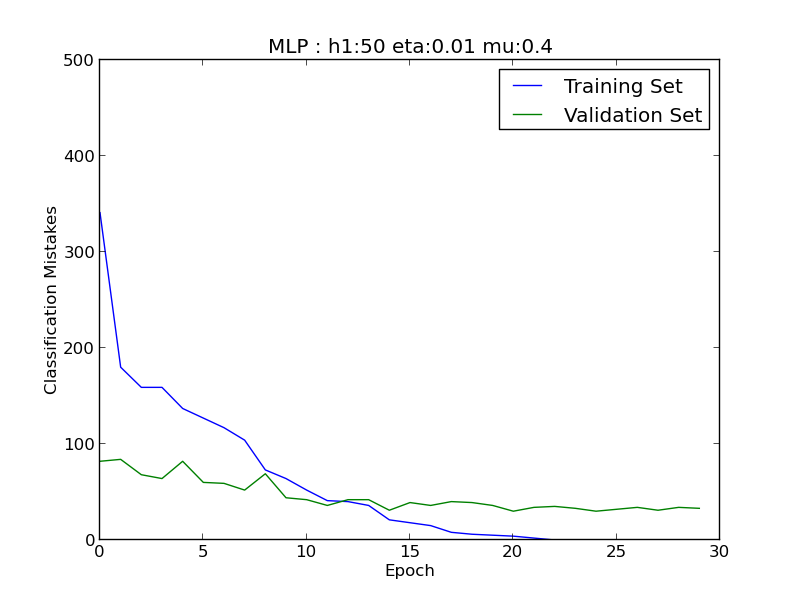 MLP : h1:50 eta:0.01 mu:0.4
500
Training Set
Validation Set
400
300
200
100
0
Classification Mistakes
0 5 10 15 20 25 30
Epoch